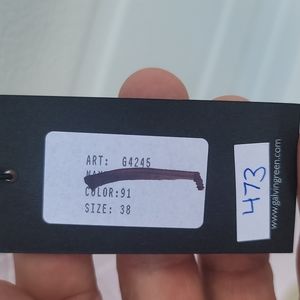 ART: G4245
COLOR:91
SIZE: 38
473
www.galvingreen.com